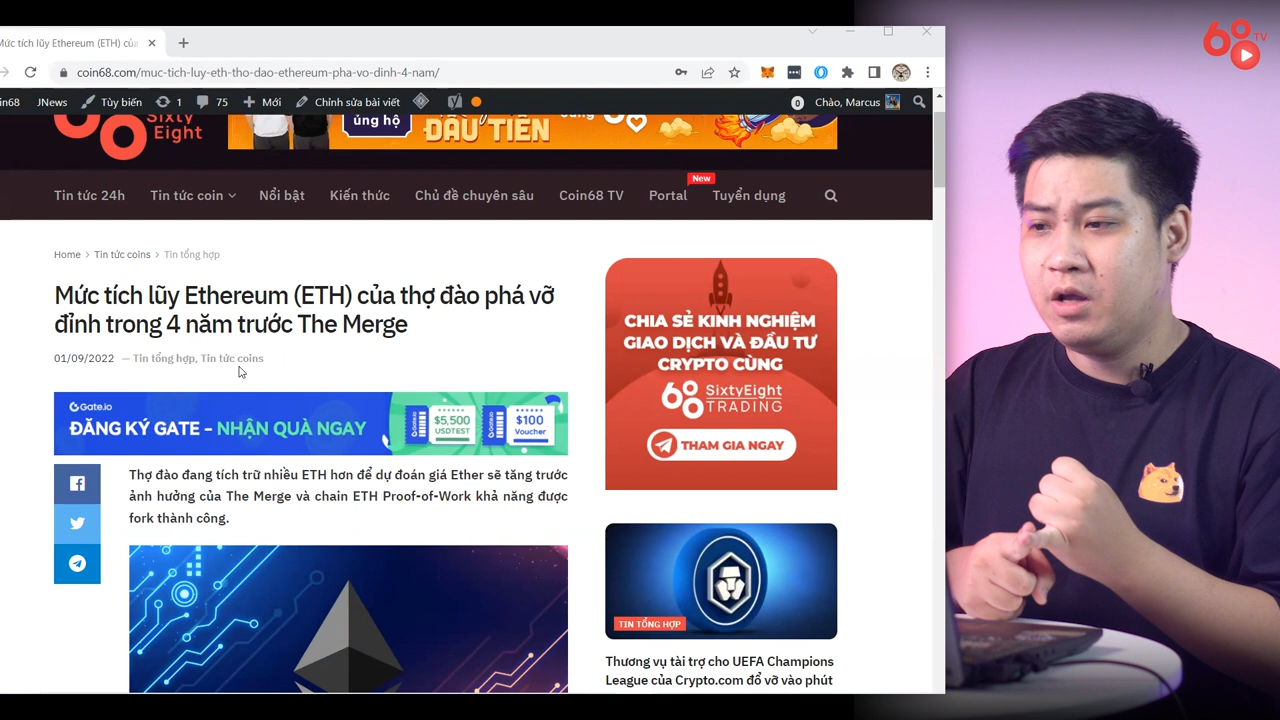 68 TV
Mức tích lũy Ethereum (ETH) củ
coin68.com/muc-tich-luy-eth-tho-dao-ethereum-pha-vo-dinh-4-nam/
in68 JNews Tùy biến 1 75 Mới Chỉnh sửa bài viết 0 Chào, Marcus
Sixty
Eight
ủng hộ
ĐẦU TIÊN
New
Tin tức 24h Tin tức coin Nổi bật Kiến thức Chủ đề chuyên sâu Coin68 TV Portal Tuyển dụng
Home > Tin tức coins > Tin tổng hợp
Mức tích lũy Ethereum (ETH) của thợ đào phá vỡ
đỉnh trong 4 năm trước The Merge
01/09/2022 — Tin tổng hợp, Tin tức coins
Gate.io
ĐĂNG KÝ GATE - NHẬN QUÀ NGAY
$5,500
USDTEST
$100
Voucher
Thợ đào đang tích trữ nhiều ETH hơn để dự đoán giá Ether sẽ tăng trước
ảnh hưởng của The Merge và chain ETH Proof-of-Work khả năng được
fork thành công.
CHIA SẺ KINH NGHIỆM
GIAO DỊCH VÀ ĐẦU TƯ
CRYPTO CÙNG
68 SixtyEight
TRADING
THAM GIA NGAY
TIN TỔNG HỢP
Thương vụ tài trợ cho UEFA Champions
League của Crypto.com đổ vỡ vào phút